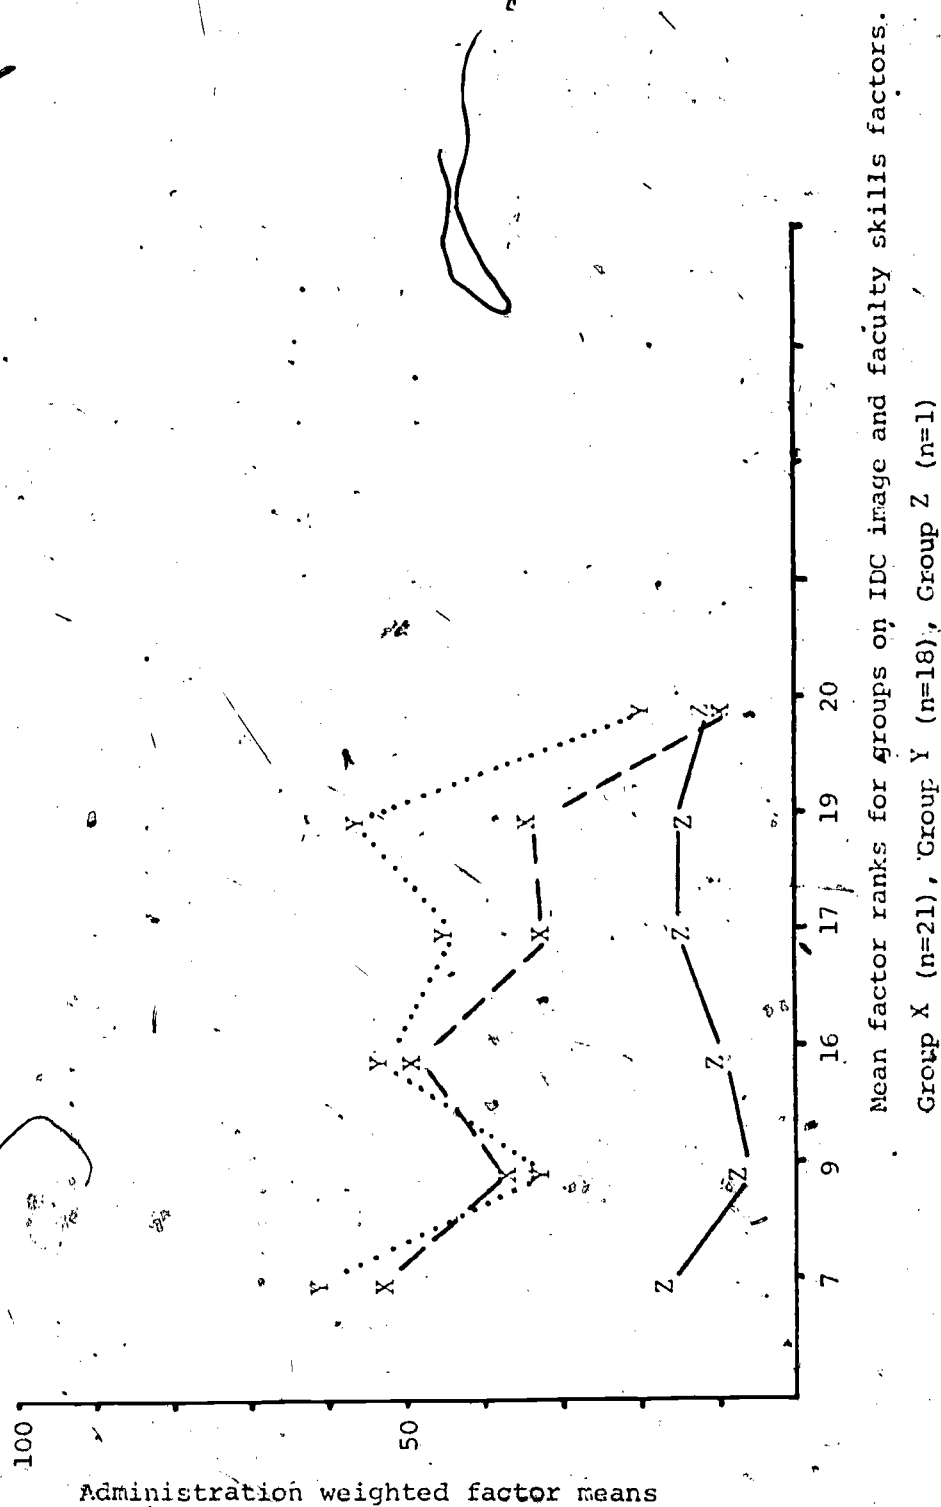 Administration weighted factor means
100
50
Y
X
Z
X
Y
Z
Y
X
Z
Y
X
Z
Y
X
Z
Y
Z
X
7
9
16
17
19
20
Mean factor ranks for groups on IDC image and faculty skills factors.
Group X (n=21), Group Y (n=18), Group Z (n=1)